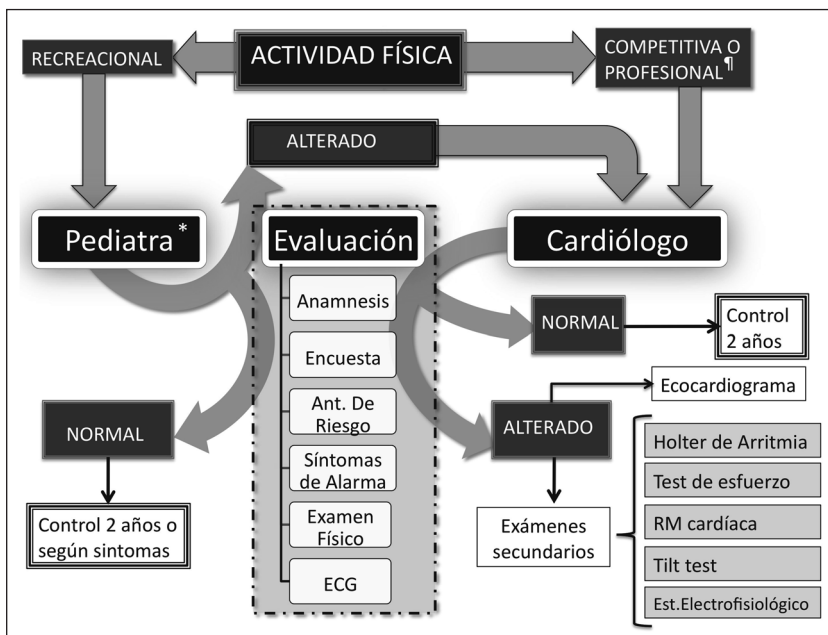 ACTIVIDAD FÍSICA
RECREACIONAL
COMPETITIVA O
PROFESIONAL¶
ALTERADO
Pediatra*
Evaluación
Cardiólogo
Anamnesis
Encuesta
Ant. De
Riesgo
Síntomas
de Alarma
Examen
Físico
ECG
NORMAL
Control 2 años o
según sintomas
NORMAL
Control
2 años
ALTERADO
Ecocardiograma
Exámenes
secundarios
Holter de Arritmia
Test de esfuerzo
RM cardíaca
Tilt test
Est.Electrofisiológico